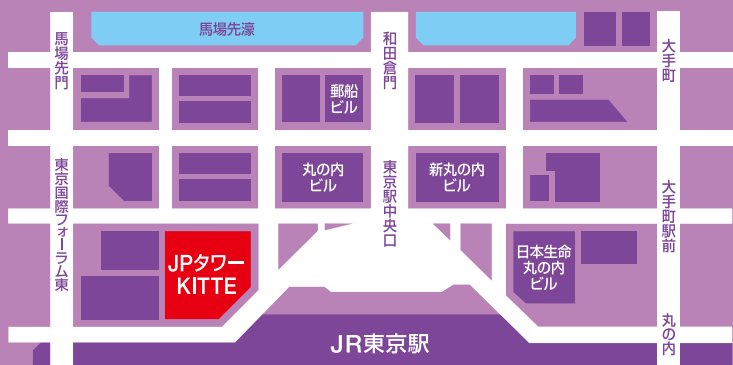 馬場先濠
馬場先門
和田倉門
大手町
郵船
ビル
東京国際フォーラム東
丸の内
ビル
東京駅中央口
新丸の内
ビル
大手町駅前
JPタワー
KITTE
日本生命
丸の内
ビル
丸の内
JR東京駅